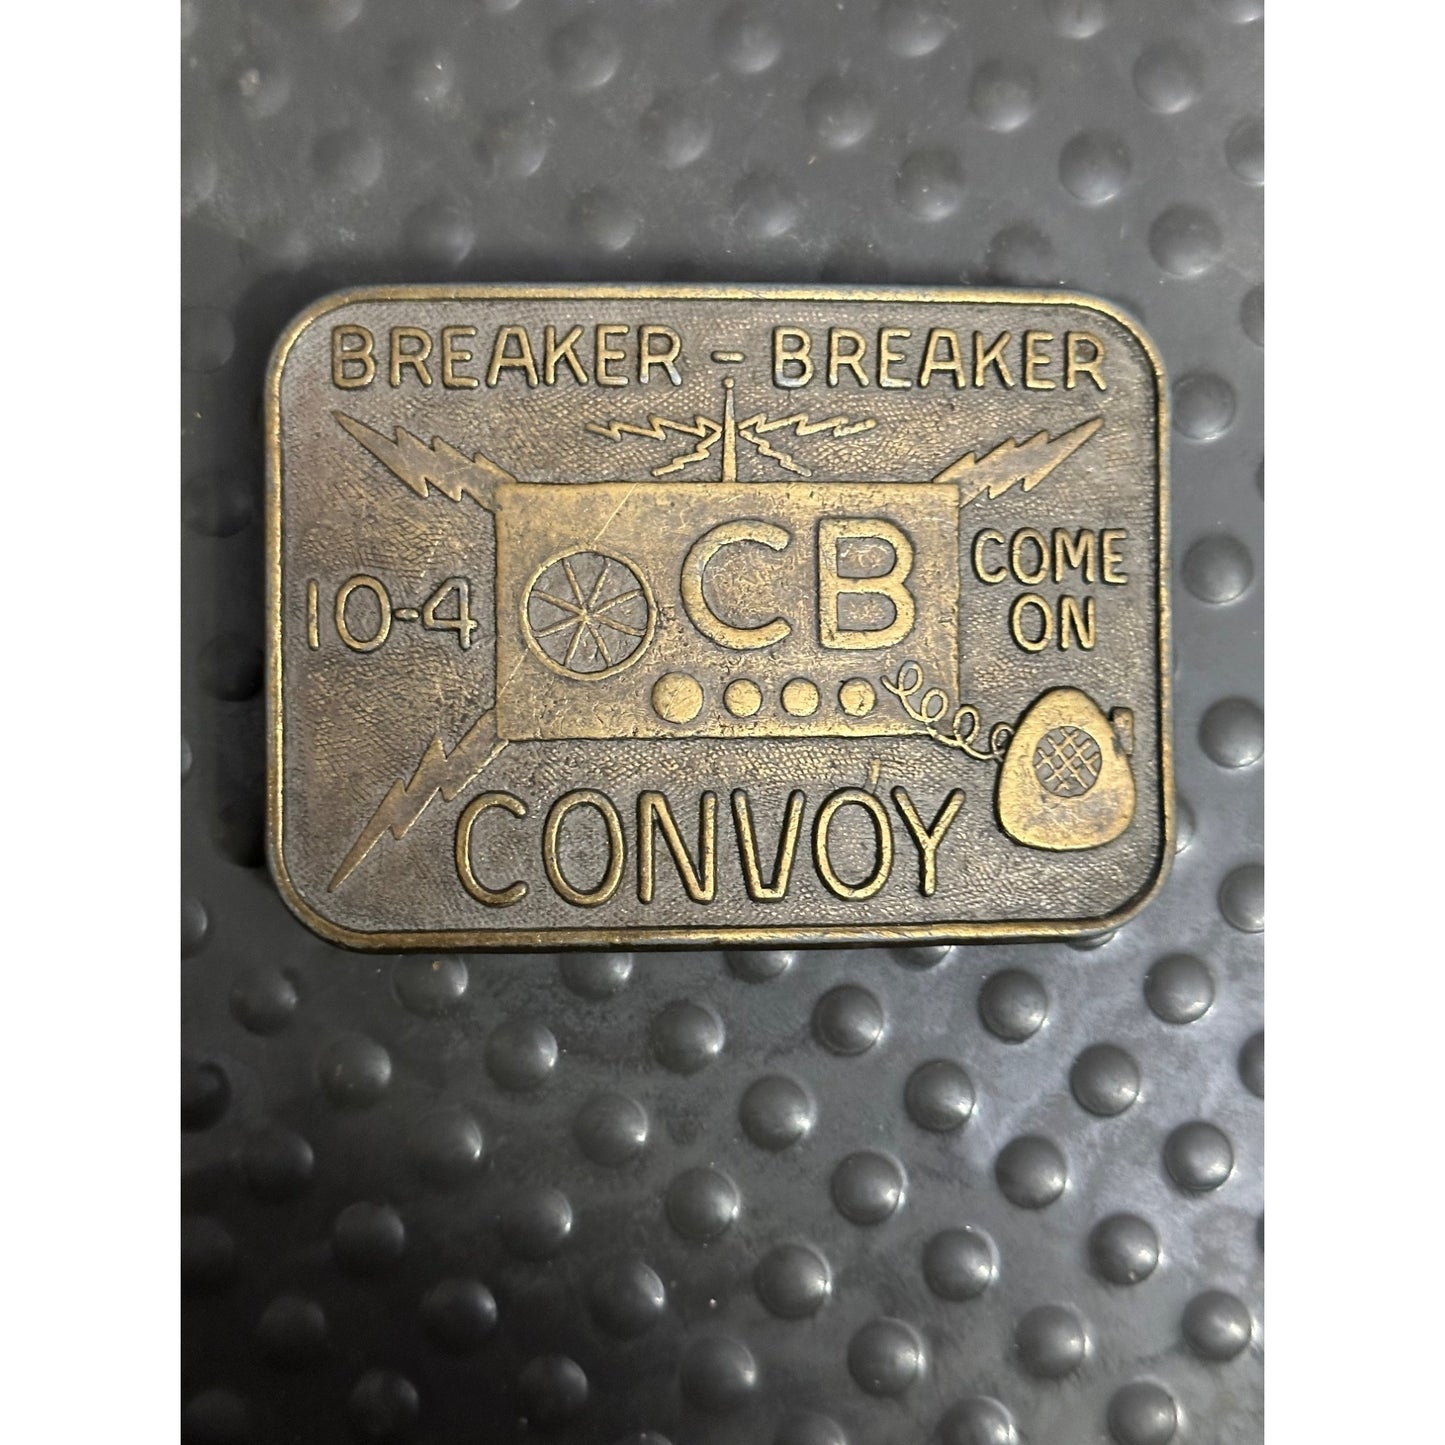 BREAKER - BREAKER
CB
10-4
COME
ON
CONVOY